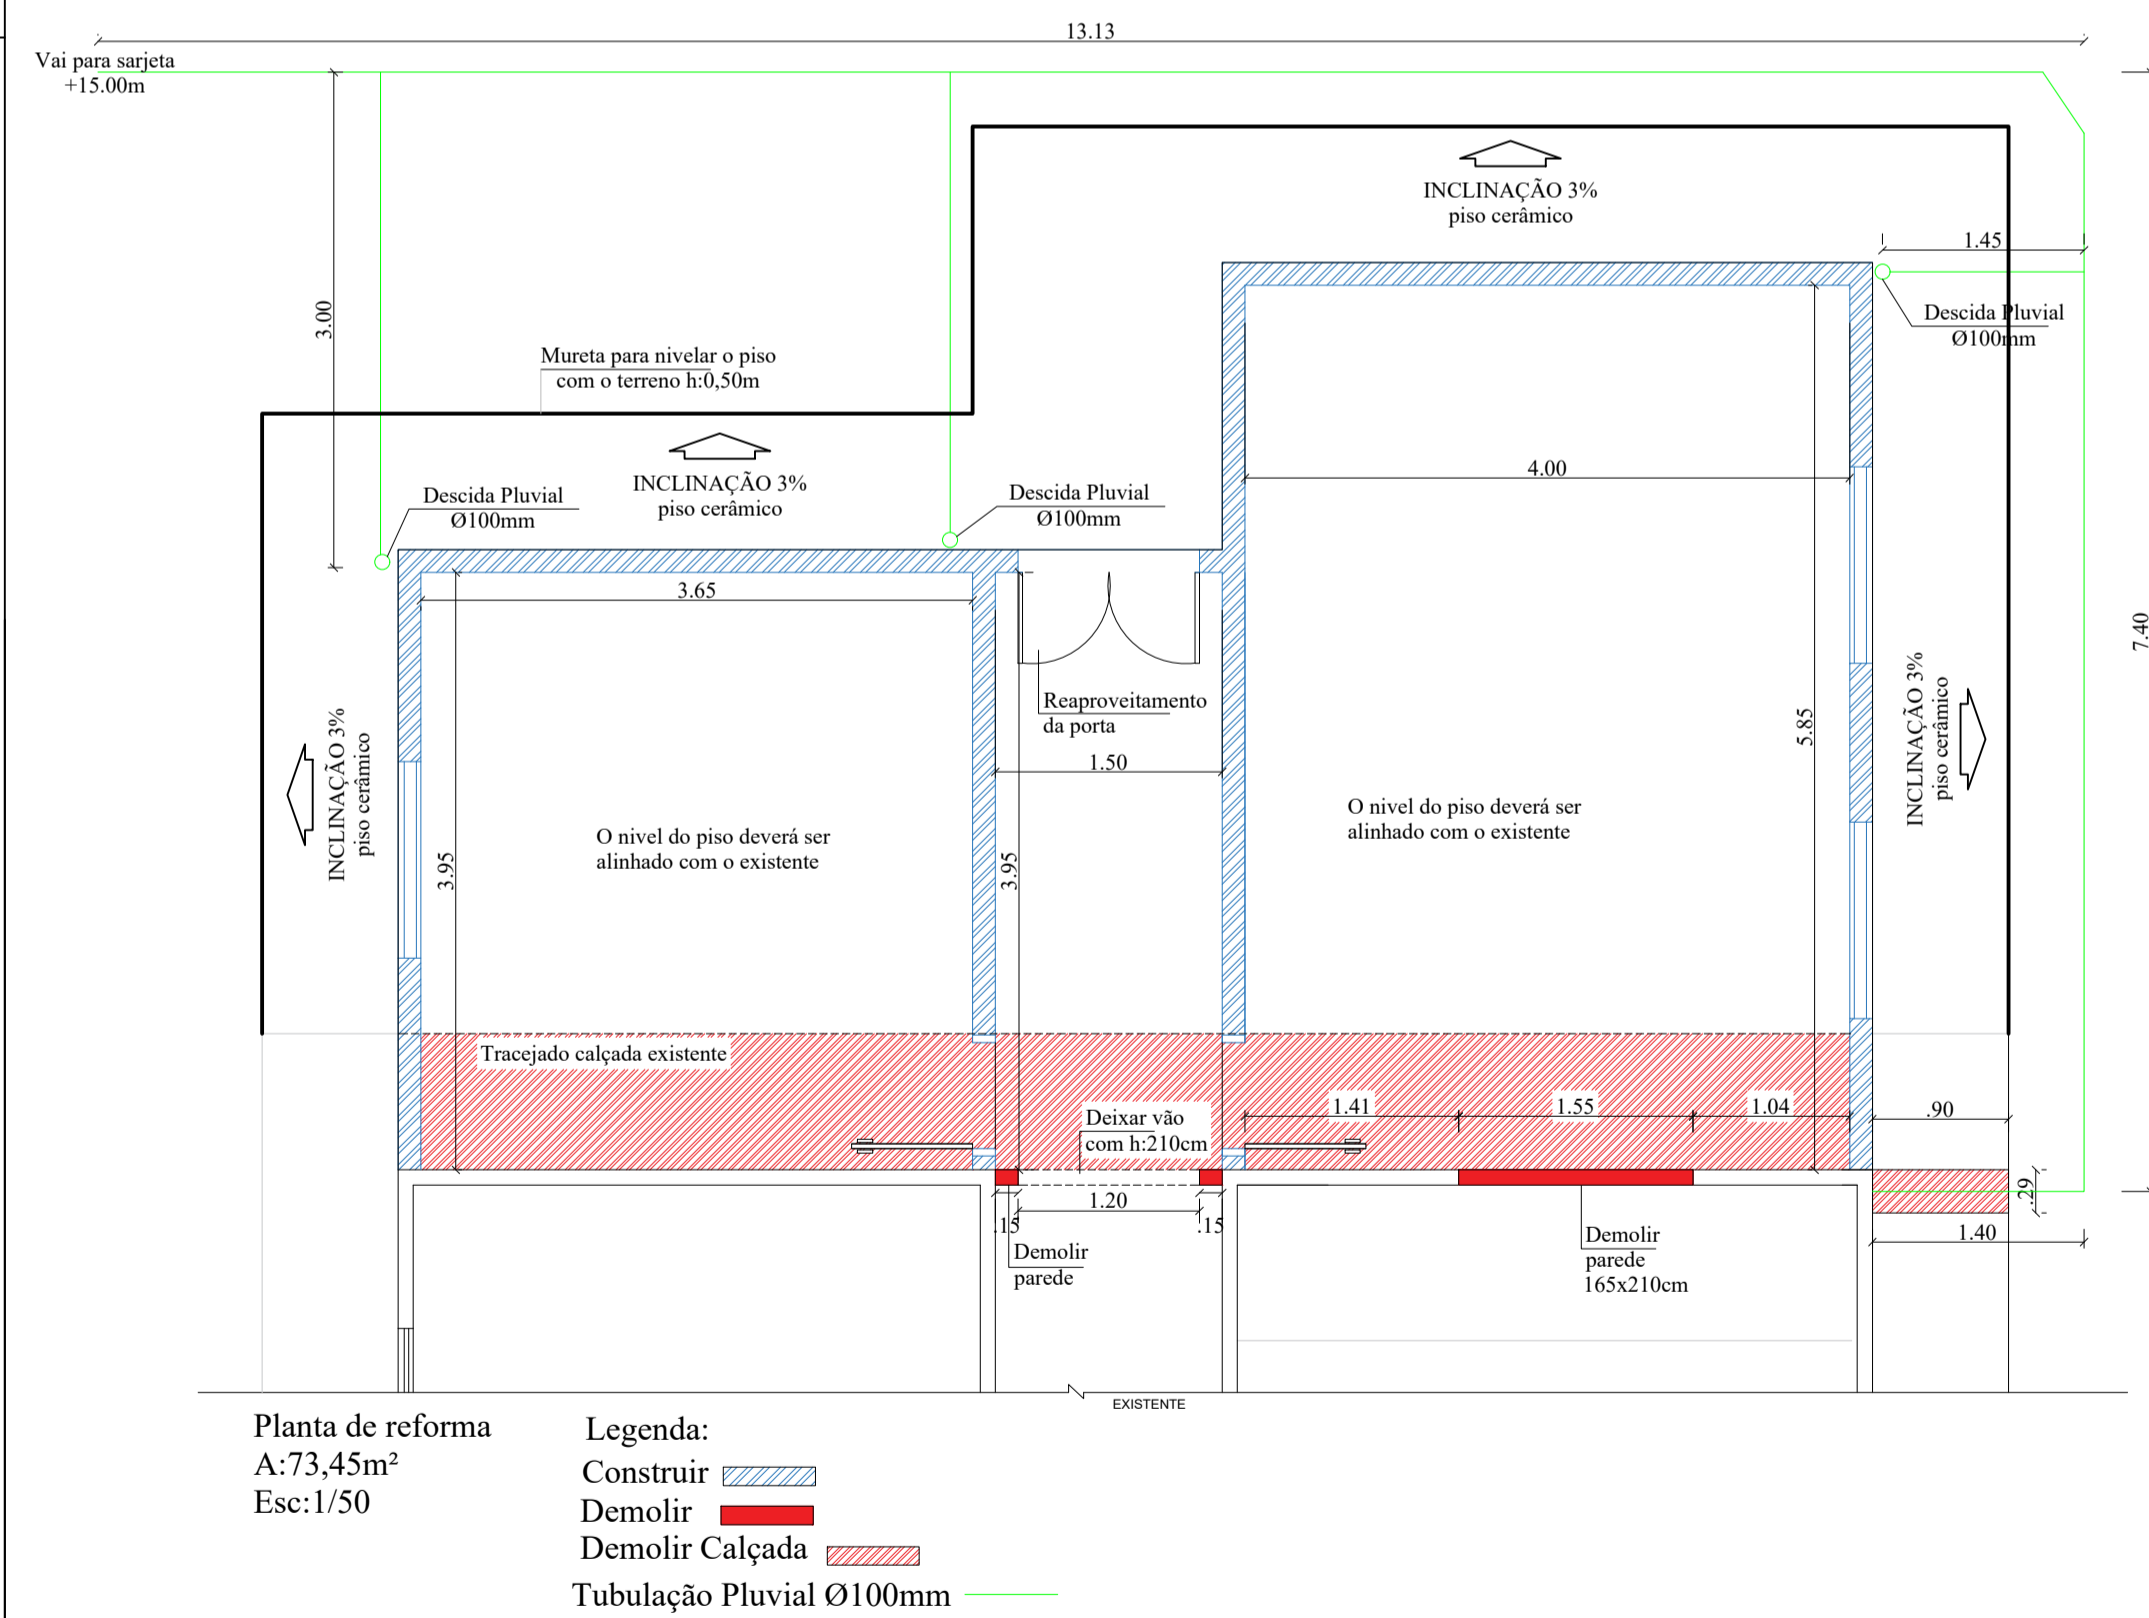 13.13
Vai para sarjeta
+15.00m
INCLINAÇÃO 3%
piso cerâmico
1.45
3.00
Descida Pluvial
Ø100mm
Mureta para nivelar o piso
com o terreno h:0,50m
4.00
INCLINAÇÃO 3%
piso cerâmico
Descida Pluvial
Ø100mm
Descida Pluvial
Ø100mm
3.65
7.40
Reaproveitamento
da porta
5.85
INCLINAÇÃO 3%
piso cerâmico
1.50
INCLINAÇÃO 3%
piso cerâmico
O nivel do piso deverá ser
alinhado com o existente
O nivel do piso deverá ser
alinhado com o existente
3.95
3.95
Tracejado calçada existente
1.41
1.55
1.04
.90
Deixar vão
com h:210cm
.29
1.20
.15
.15
1.40
Demolir
parede
Demolir
parede
165x210cm
EXISTENTE
Planta de reforma
A:73,45m²
Esc:1/50
Legenda:
Construir
Demolir
Demolir Calçada
Tubulação Pluvial Ø100mm